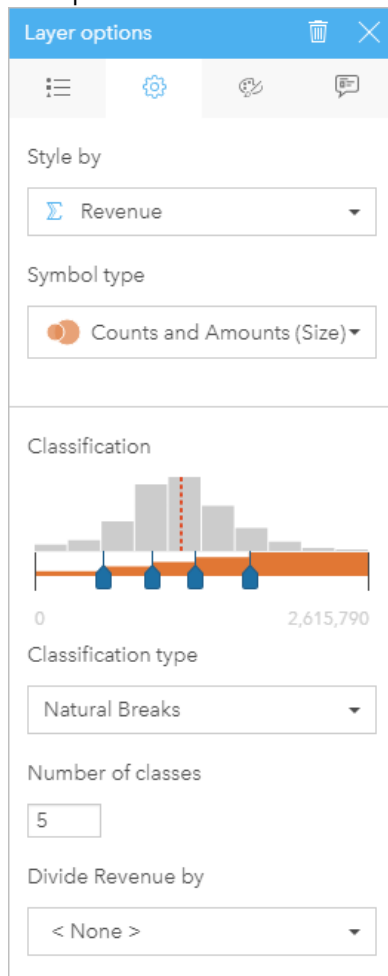 Layer options
Style by
Σ Revenue
Symbol type
Counts and Amounts (Size)
Classification
0 2,615,790
Classification type
Natural Breaks
Number of classes
5
Divide Revenue by
< None >